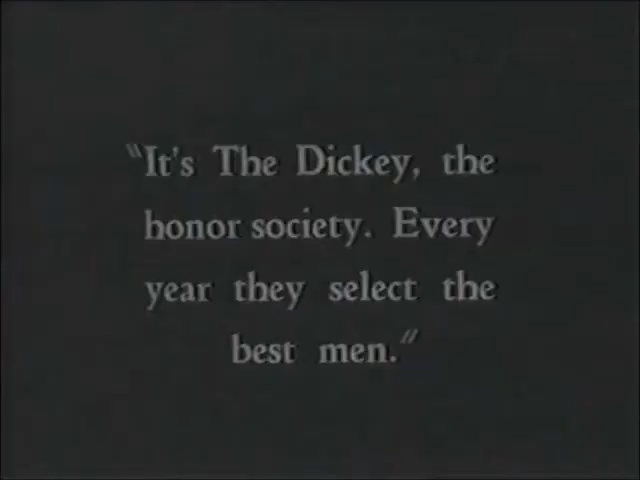 "It's The Dickey, the
honor society. Every
year they select the
best men."